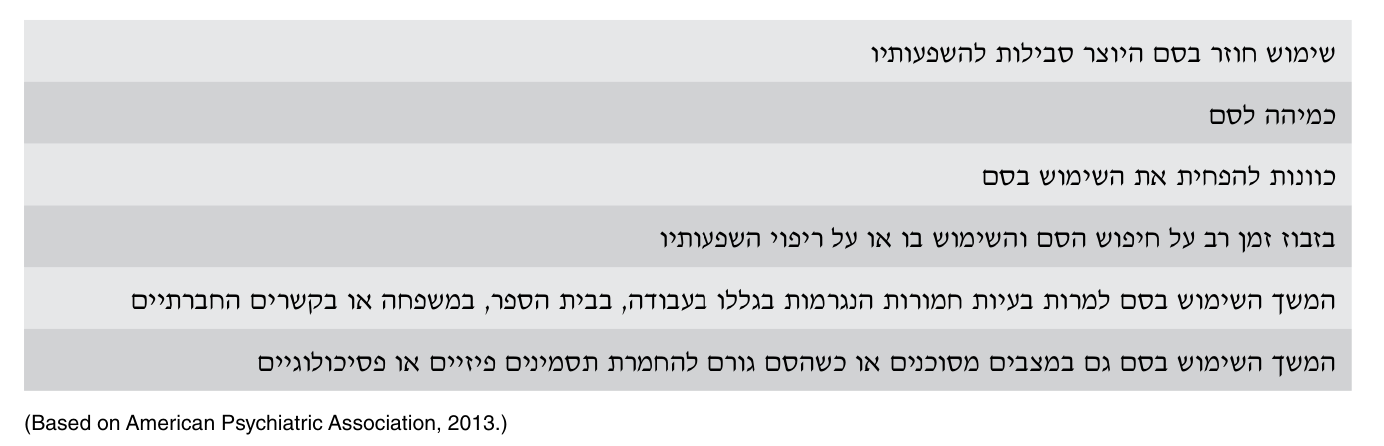 שימוש חוזר בסם היוצר סבילות להשפעותיו
כמיהה לסם
כוונות להפחית את השימוש בסם
בזבוז זמן רב על חיפוש הסם והשימוש בו או על ריפוי השפעותיו
המשך השימוש בסם למרות בעיות חמורות הנגרמות בגללו בעבודה, בבית הספר, במשפחה או בקשרים החברתיים
המשך השימוש בסם גם במצבים מסוכנים או כשהסם גורם להחמרת תסמינים פיזיים או פסיכולוגיים
(Based on American Psychiatric Association, 2013.)